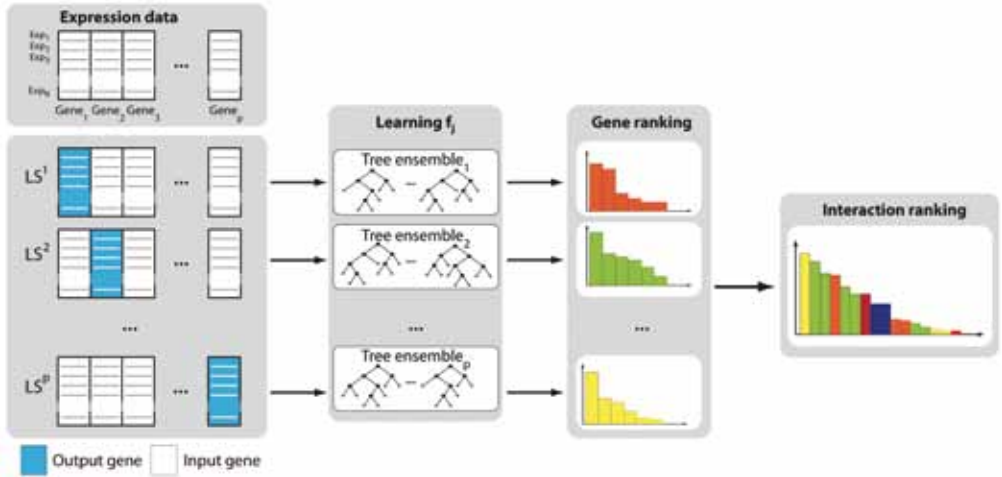 Expression data
Exp1
Exp2
Exp3
ExpN
Gene1 Gene2 Gene3 ... Genep
LS1 ...
LS2 ...
...
LSp ...
Output gene Input gene
Learning fj
Tree ensemble1
Tree ensemble2
...
Tree ensemblep
Gene ranking
...
Interaction ranking